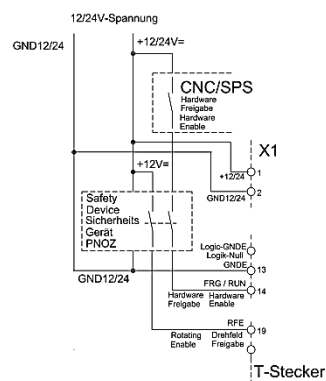 12/24V-Spannung
GND12/24
+12/24V=
CNC/SPS
Hardware
Freigabe
Hardware
Enable
X1
+12/24
1
+12V=
GND12/24
2
Safety
Device
Sicherheits
Gerät
PNOZ
Logic-GNDE
Logik-Null
GNDE
13
GND12/24
FRG / RUN
14
Hardware Hardware
Freigabe Enable
RFE
19
Rotating Drehfeld
Enable Freigabe
T-Stecker